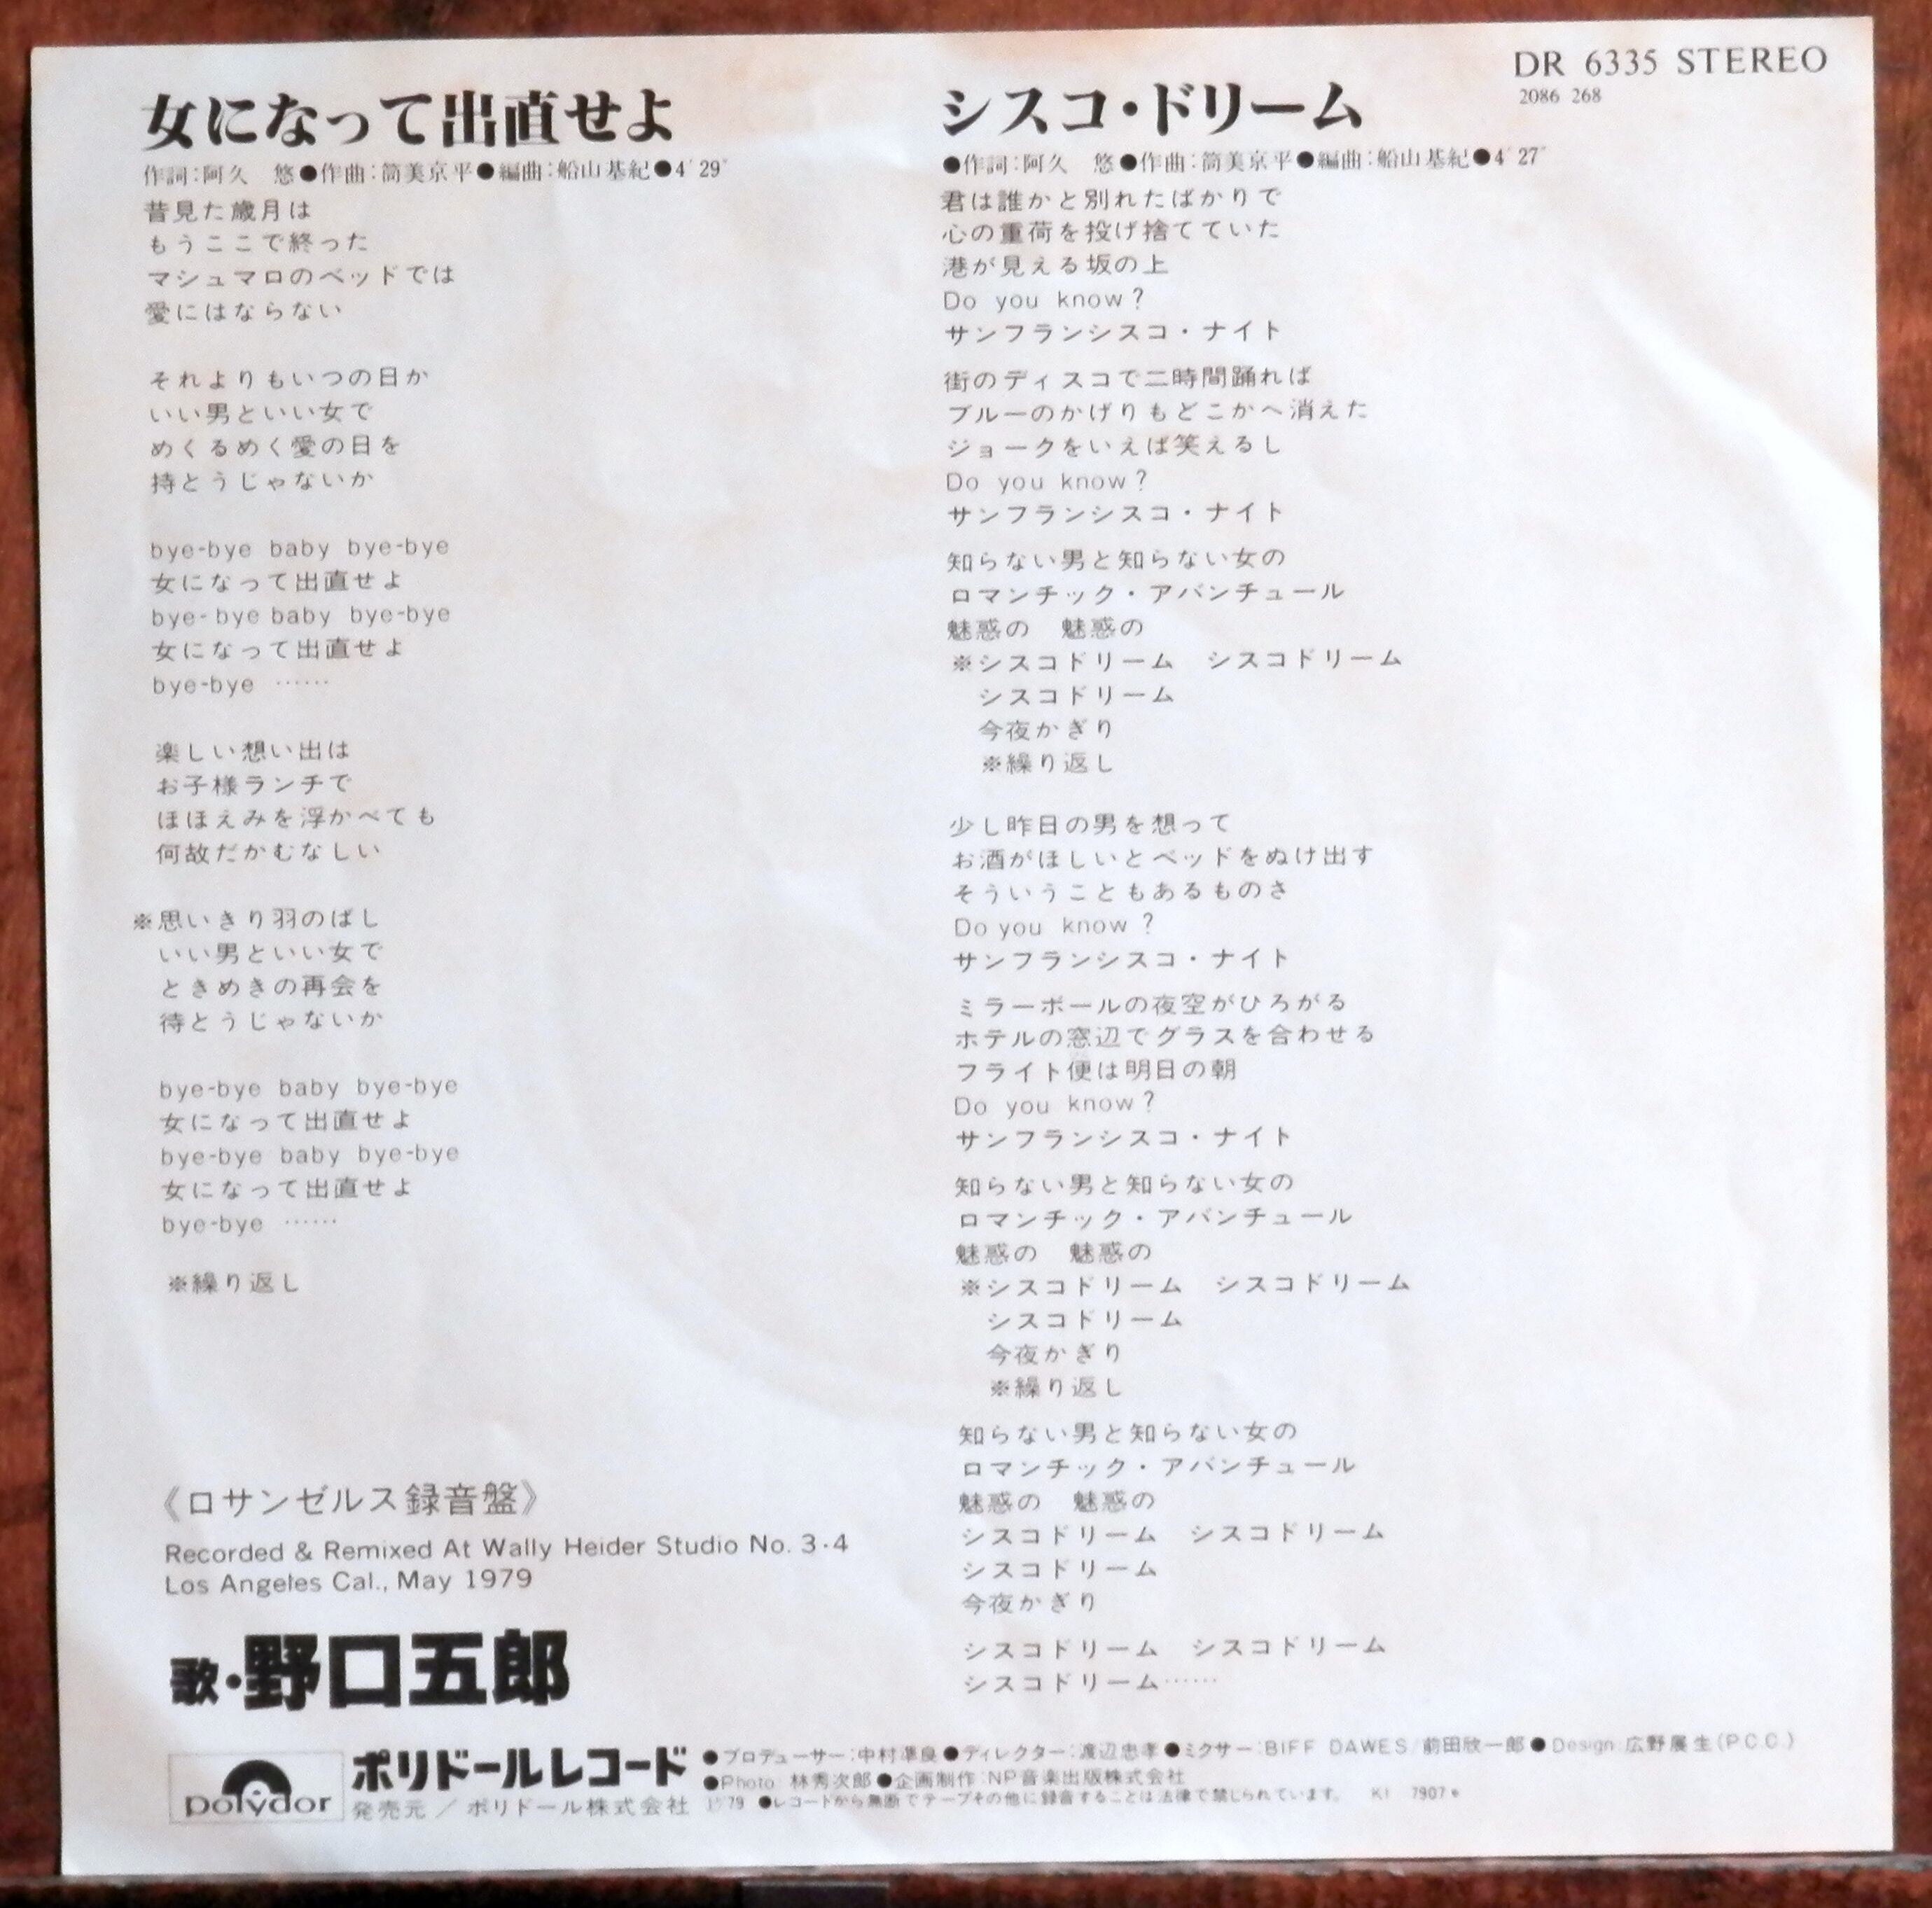 DR 6335 STEREO
2086 268
女になって出直せよ
作詞:阿久 悠●作曲:筒美京平●編曲:船山基紀●4′29″
昔見た歳月は
もうここで終った
マシュマロのベッドでは
愛にはならない
それよりもいつの日か
いい男といい女で
めくるめく愛の日を
持とうじゃないか
bye-bye baby bye-bye
女になって出直せよ
bye-bye baby bye-bye
女になって出直せよ
bye-bye ……
楽しい想い出は
お子様ランチで
ほほえみを浮かべても
何故だかむなしい
※思いきり羽のばし
いい男といい女で
ときめきの再会を
待とうじゃないか
bye-bye baby bye-bye
女になって出直せよ
bye-bye baby bye-bye
女になって出直せよ
bye-bye ……
※繰り返し
《ロサンゼルス録音盤》
Recorded & Remixed At Wally Heider Studio No. 3・4
Los Angeles Cal., May 1979
歌・野口五郎
シスコ・ドリーム
●作詞:阿久 悠●作曲:筒美京平●編曲:船山基紀●4′27″
君は誰かと別れたばかりで
心の重荷を投げ捨てていた
港が見える坂の上
Do you know?
サンフランシスコ・ナイト
街のディスコで二時間踊れば
ブルーのかげりもどこかへ消えた
ジョークをいえば笑えるし
Do you know?
サンフランシスコ・ナイト
知らない男と知らない女の
ロマンチック・アバンチュール
魅惑の 魅惑の
※シスコドリーム シスコドリーム
シスコドリーム
今夜かぎり
※繰り返し
少し昨日の男を想って
お酒がほしいとベッドをぬけ出す
そういうこともあるものさ
Do you know?
サンフランシスコ・ナイト
ミラーボールの夜空がひろがる
ホテルの窓辺でグラスを合わせる
フライト便は明日の朝
Do you know?
サンフランシスコ・ナイト
知らない男と知らない女の
ロマンチック・アバンチュール
魅惑の 魅惑の
※シスコドリーム シスコドリーム
シスコドリーム
今夜かぎり
※繰り返し
知らない男と知らない女の
ロマンチック・アバンチュール
魅惑の 魅惑の
シスコドリーム シスコドリーム
シスコドリーム
今夜かぎり
シスコドリーム シスコドリーム
シスコドリーム……
polydor
ポリドールレコード
発売元／ポリドール株式会社
●プロデューサー:中村準良●ディレクター:渡辺忠孝●ミクサー:BIFF DAWES/前田欣一郎●Design:広野展生(P.C.C.)
●Photo:林秀次郎●企画制作:NP音楽出版株式会社
1979 ●レコードから無断でテープその他に録音することは法律で禁じられています。 KI 7907